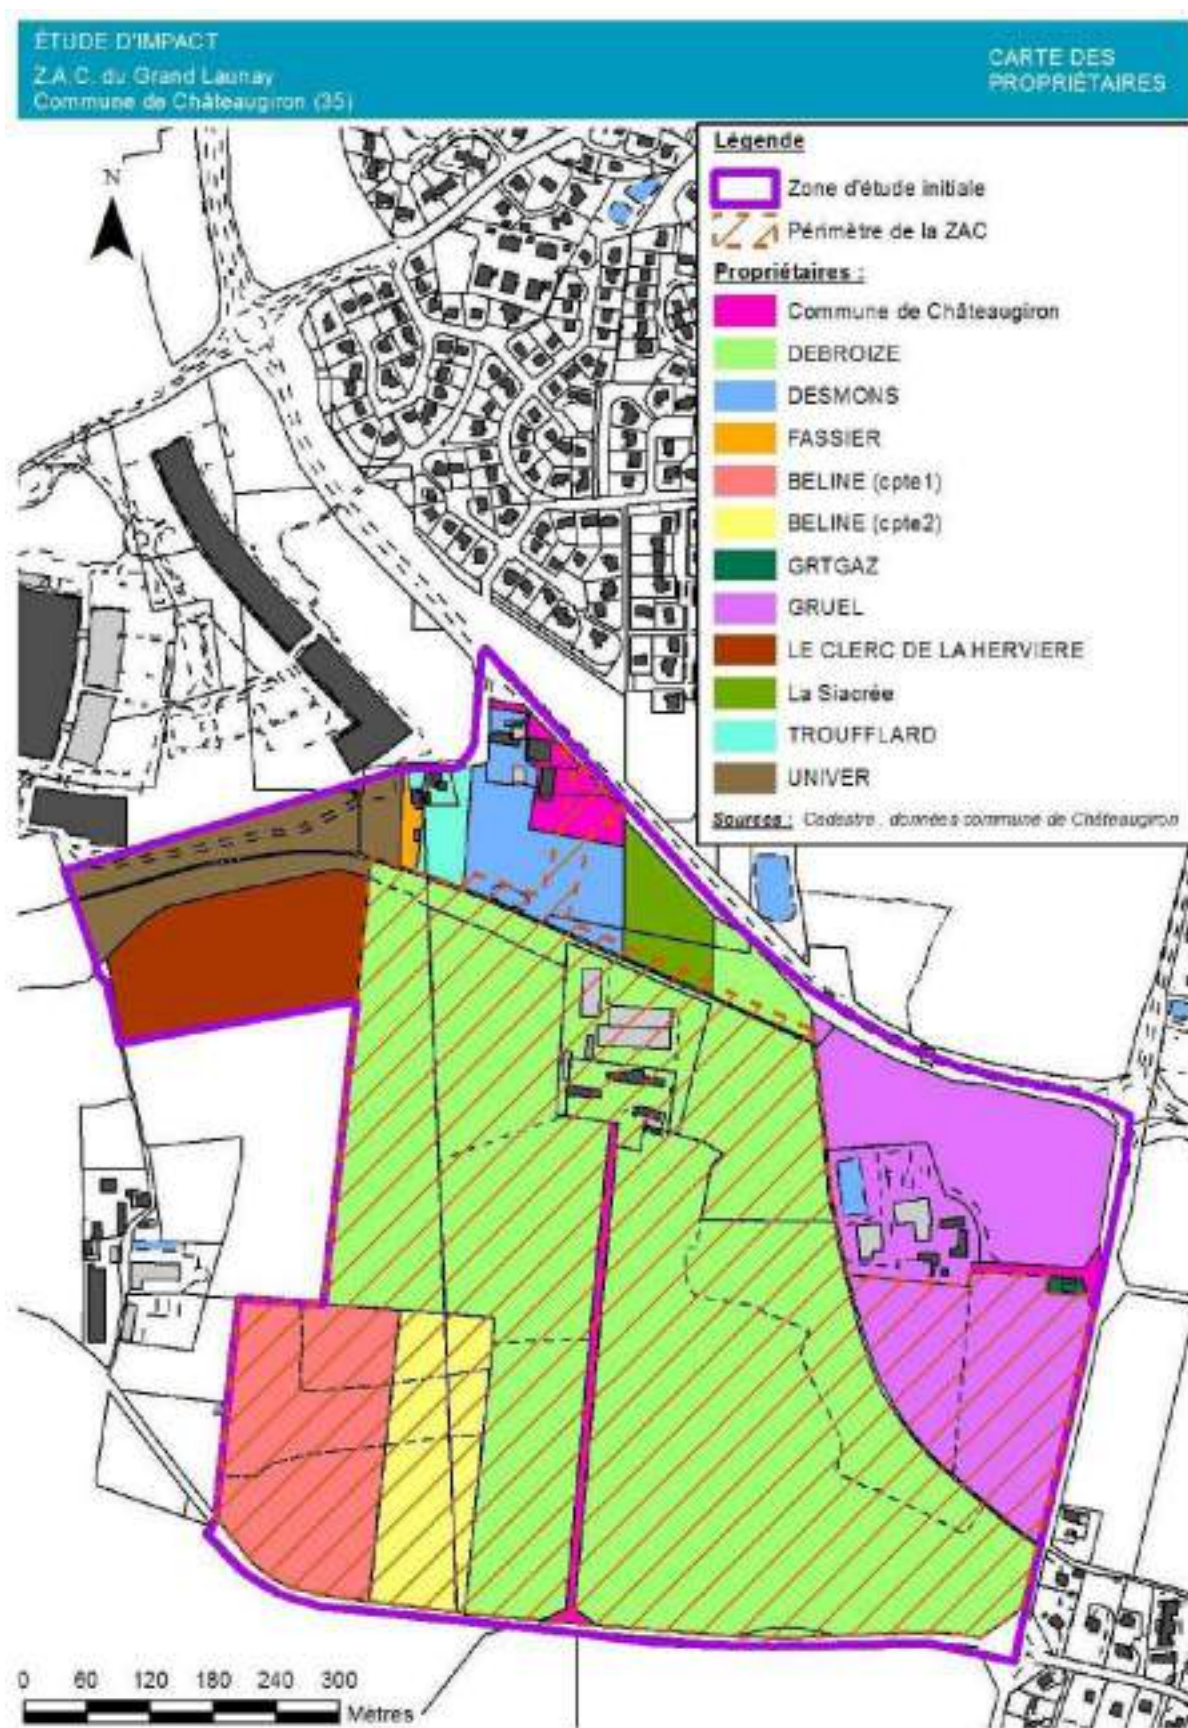 ÉTUDE D'IMPACT
Z.A.C. du Grand Launay
Commune de Châteaugiron (35)
CARTE DES
PROPRIÉTAIRES
N
Légende
Zone d'étude initiale
Périmètre de la ZAC
Propriétaires :
Commune de Châteaugiron
DEBROIZE
DESMONS
FASSIER
BELINE (cpte1)
BELINE (cpte2)
GRTGAZ
GRUEL
LE CLERC DE LA HERVIERE
La Siacrée
TROUFFLARD
UNIVER
Sources : Cadastre, données commune de Châteaugiron
0 60 120 180 240 300
Mètres